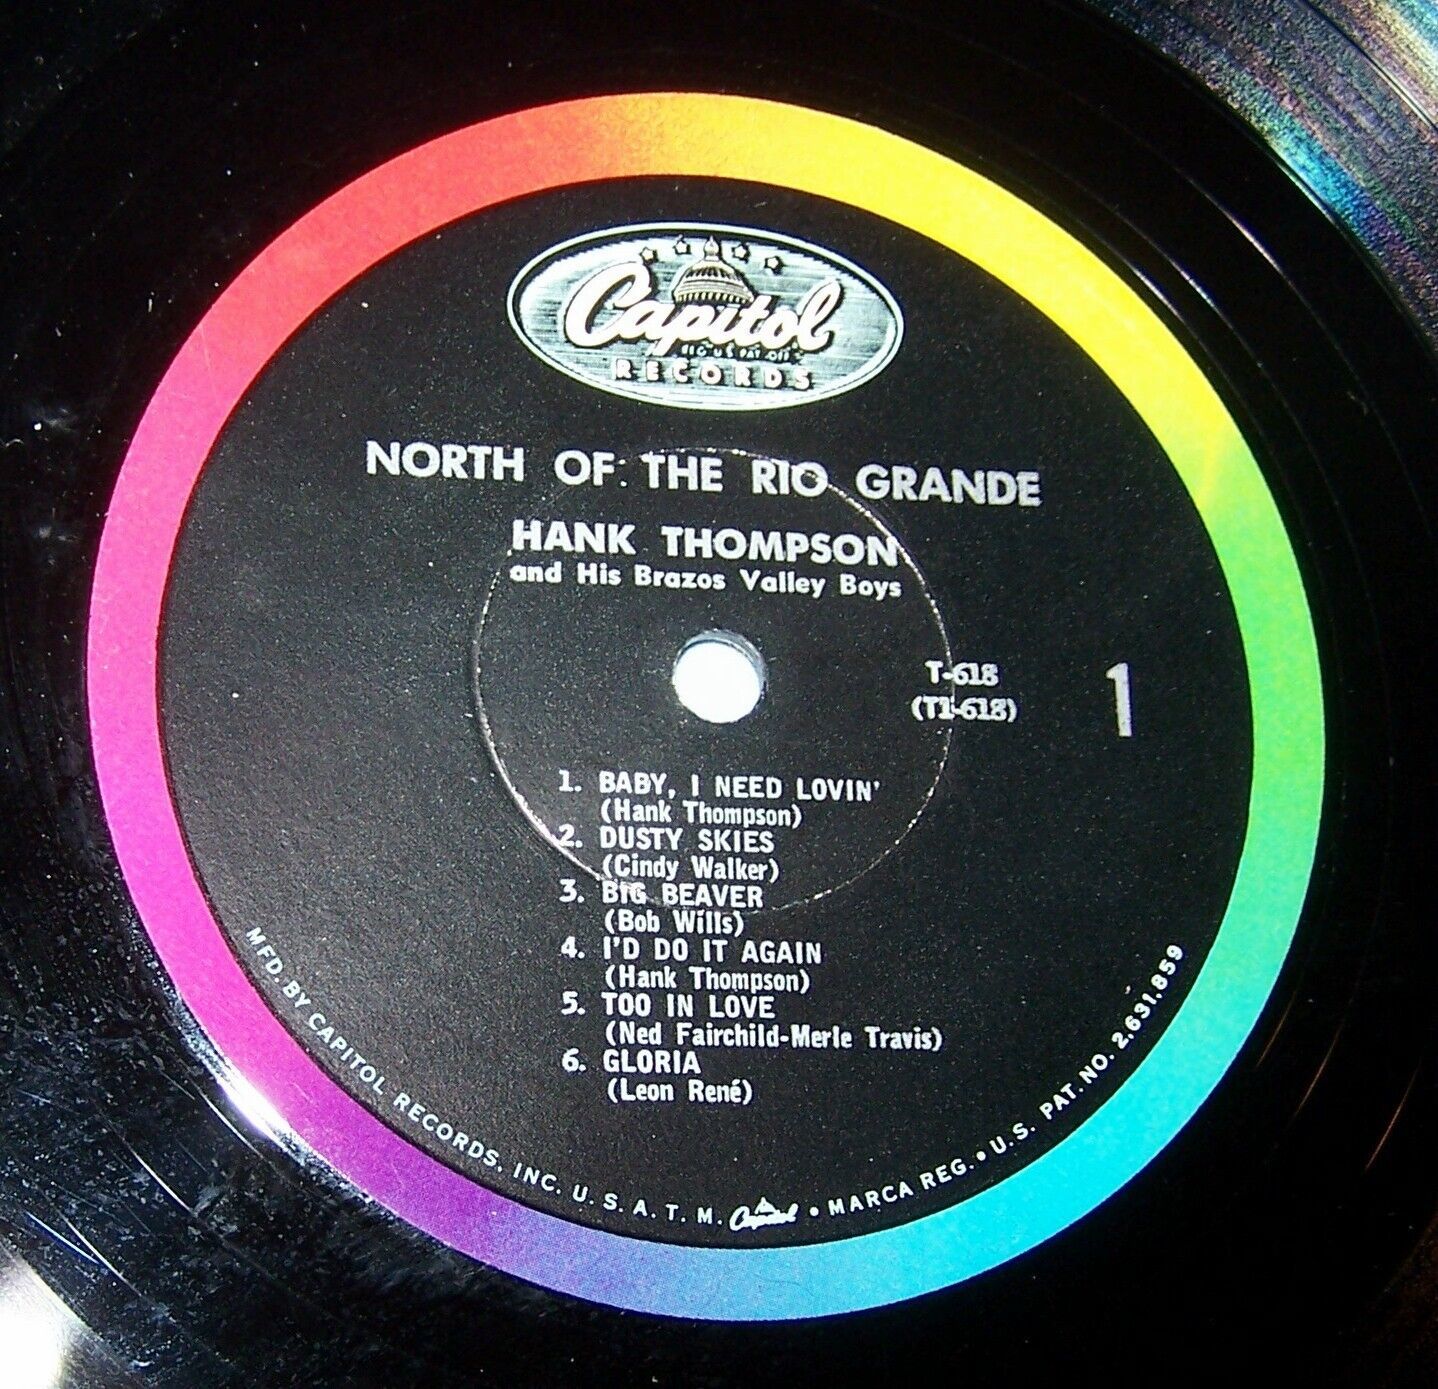 Capitol
REG U.S. PAT. OFF.
RECORDS
NORTH OF THE RIO GRANDE
HANK THOMPSON
and His Brazos Valley Boys
T-618
(T1-618)
1
1. BABY, I NEED LOVIN'
(Hank Thompson)
2. DUSTY SKIES
(Cindy Walker)
3. BIG BEAVER
(Bob Wills)
4. I'D DO IT AGAIN
(Hank Thompson)
5. TOO IN LOVE
(Ned Fairchild-Merle Travis)
6. GLORIA
(Leon René)
MFD. BY CAPITOL RECORDS, INC. U. S. A. T. M. Capitol • MARCA REG. • U.S. PAT. NO. 2,631,859